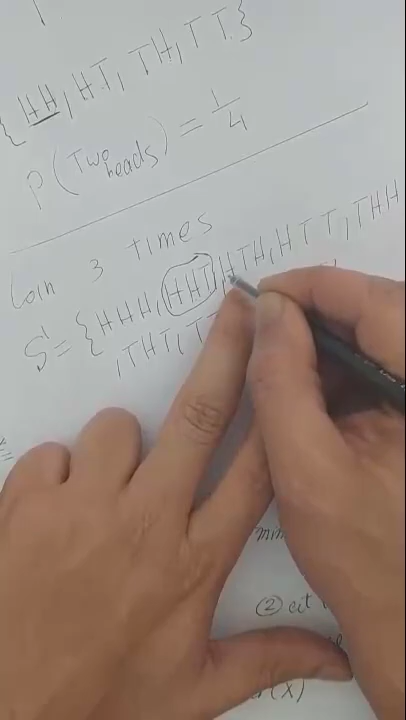 {HH, HT, TH, TT.}
P(Two heads) = 1/4
Coin 3 times
S = {HHH, HHT, HTH, HTT, THH
, THT, TT
② cit
(x)